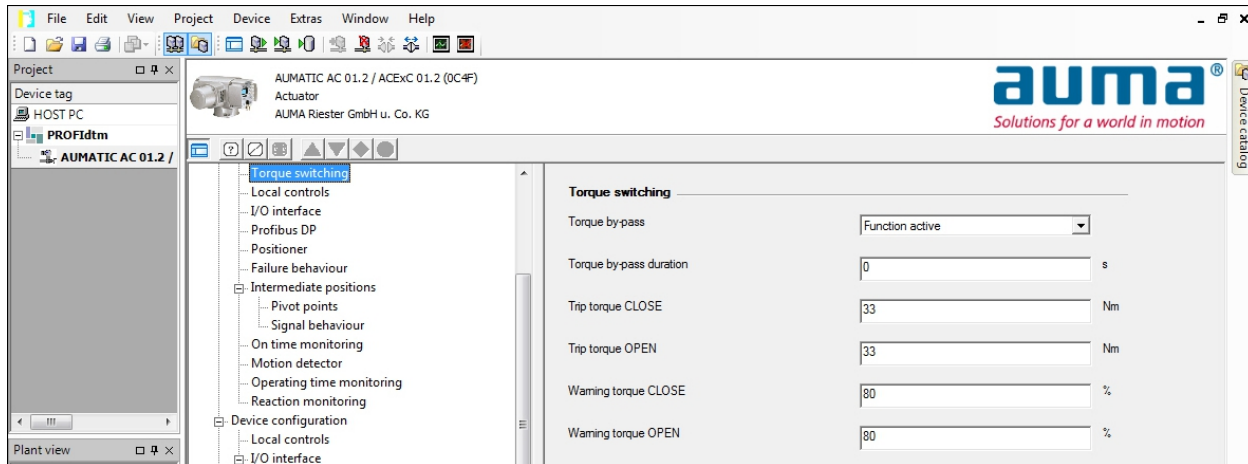 File Edit View Project Device Extras Window Help
Project
Device tag
HOST PC
PROFIdtm
AUMATIC AC 01.2 /
Plant view
AUMATIC AC 01.2 / ACExC 01.2 (0C4F)
Actuator
AUMA Riester GmbH u. Co. KG
auma®
Solutions for a world in motion
Device catalog
Torque switching
Local controls
I/O interface
Profibus DP
Positioner
Failure behaviour
Intermediate positions
Pivot points
Signal behaviour
On time monitoring
Motion detector
Operating time monitoring
Reaction monitoring
Device configuration
Local controls
I/O interface
Torque switching
Torque by-pass Function active
Torque by-pass duration 0 s
Trip torque CLOSE 33 Nm
Trip torque OPEN 33 Nm
Warning torque CLOSE 80 %
Warning torque OPEN 80 %